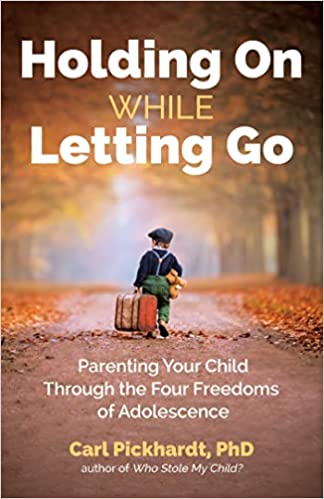 Holding On
WHILE
Letting Go
Parenting Your Child
Through the Four Freedoms
of Adolescence
Carl Pickhardt, PhD
author of Who Stole My Child?